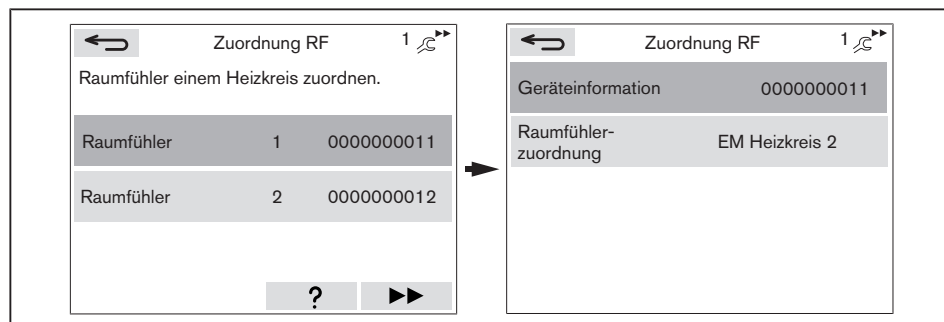 Zuordnung RF 1
Raumfühler einem Heizkreis zuordnen.
Raumfühler 1 0000000011
Raumfühler 2 0000000012
?
Zuordnung RF 1
Geräteinformation 0000000011
Raumfühler-
zuordnung EM Heizkreis 2